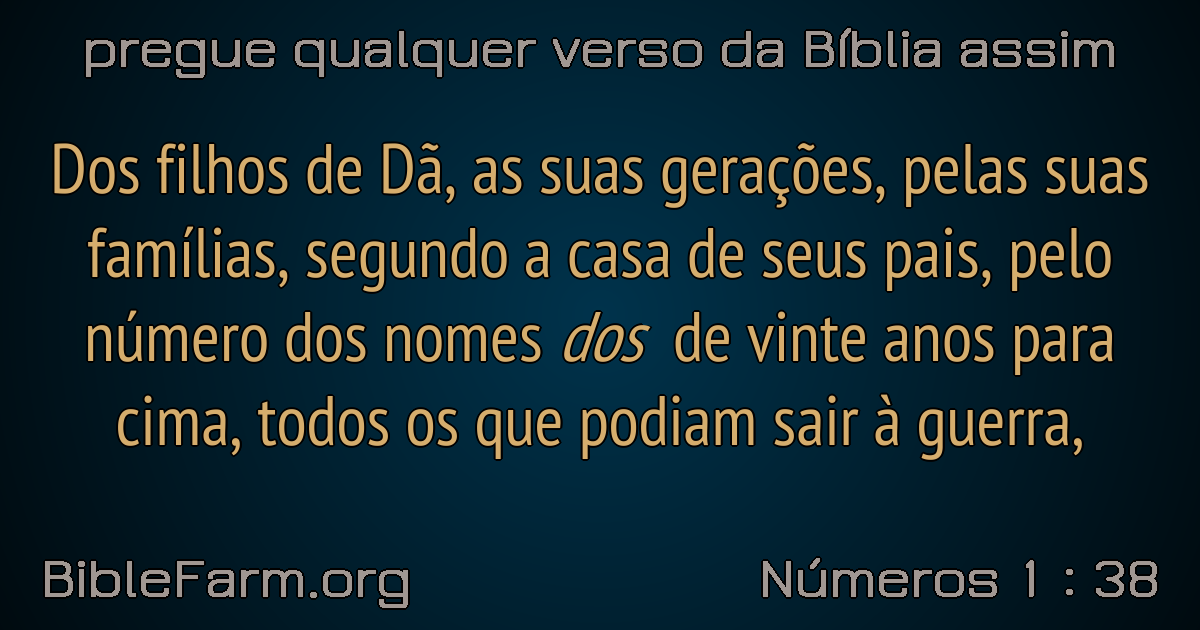 pregue qualquer verso da Bíblia assim
Dos filhos de Dã, as suas gerações, pelas suas
famílias, segundo a casa de seus pais, pelo
número dos nomes dos de vinte anos para
cima, todos os que podiam sair à guerra,
BibleFarm.org
Números 1 : 38